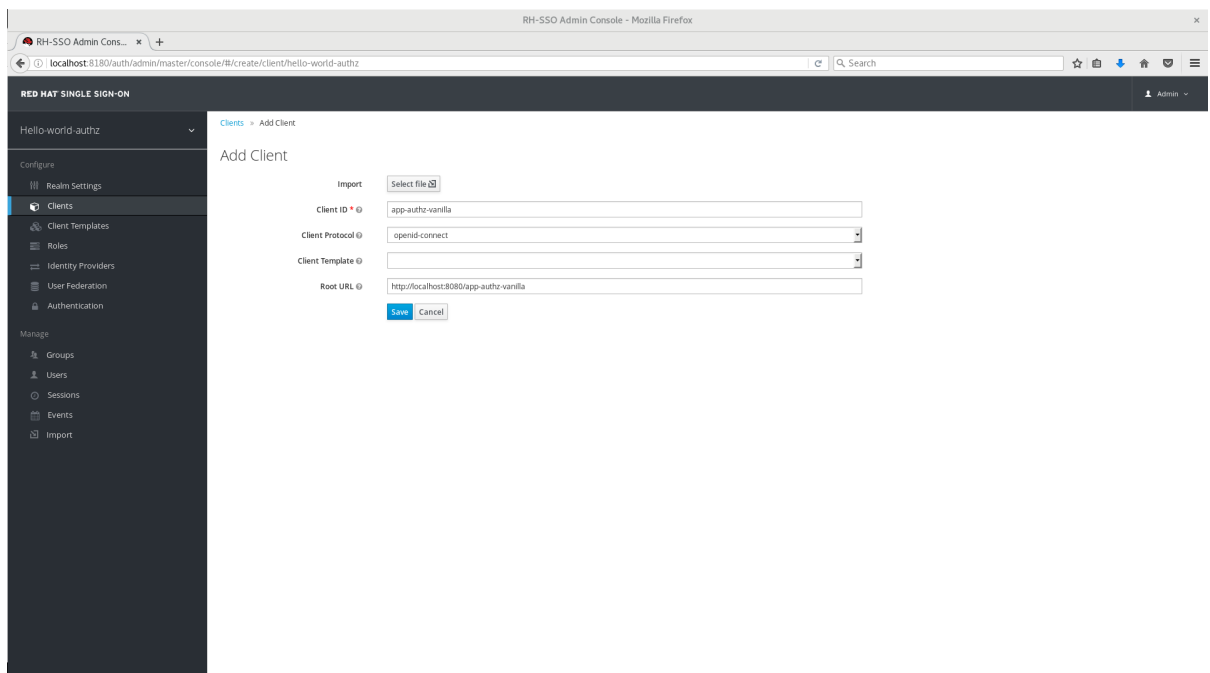 RH-SSO Admin Console - Mozilla Firefox
RH-SSO Admin Cons...
localhost:8180/auth/admin/master/console/#/create/client/hello-world-authz
Search
RED HAT SINGLE SIGN-ON
Admin
Hello-world-authz
Configure
Realm Settings
Clients
Client Templates
Roles
Identity Providers
User Federation
Authentication
Manage
Groups
Users
Sessions
Events
Import
Clients » Add Client
Add Client
Import Select file
Client ID * app-authz-vanilla
Client Protocol openid-connect
Client Template
Root URL http://localhost:8080/app-authz-vanilla
Save Cancel